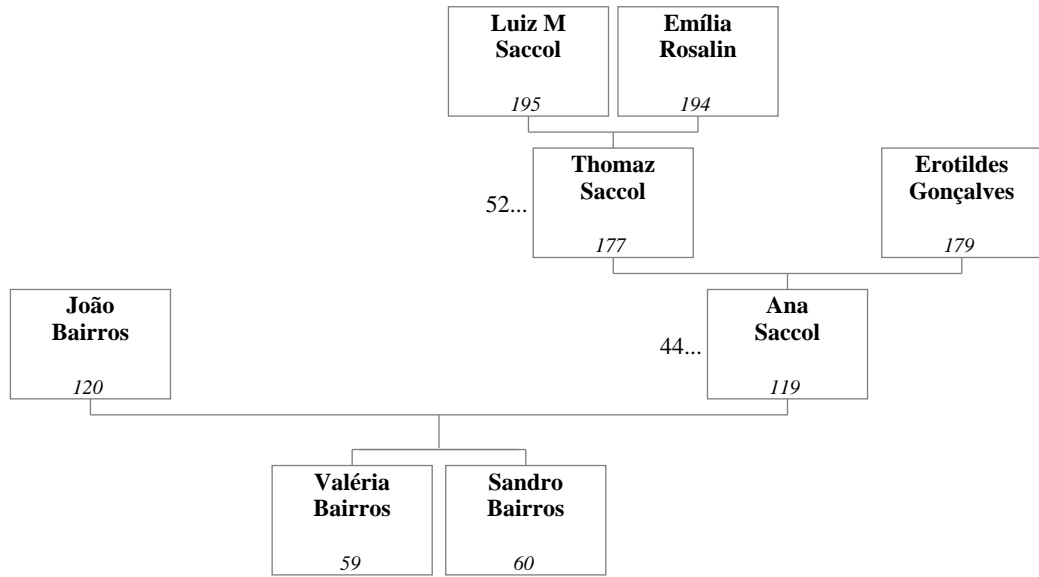 Luiz M
Saccol
195
Emília
Rosalin
194
52...
Thomaz
Saccol
177
Erotildes
Gonçalves
179
João
Bairros
120
44...
Ana
Saccol
119
Valéria
Bairros
59
Sandro
Bairros
60